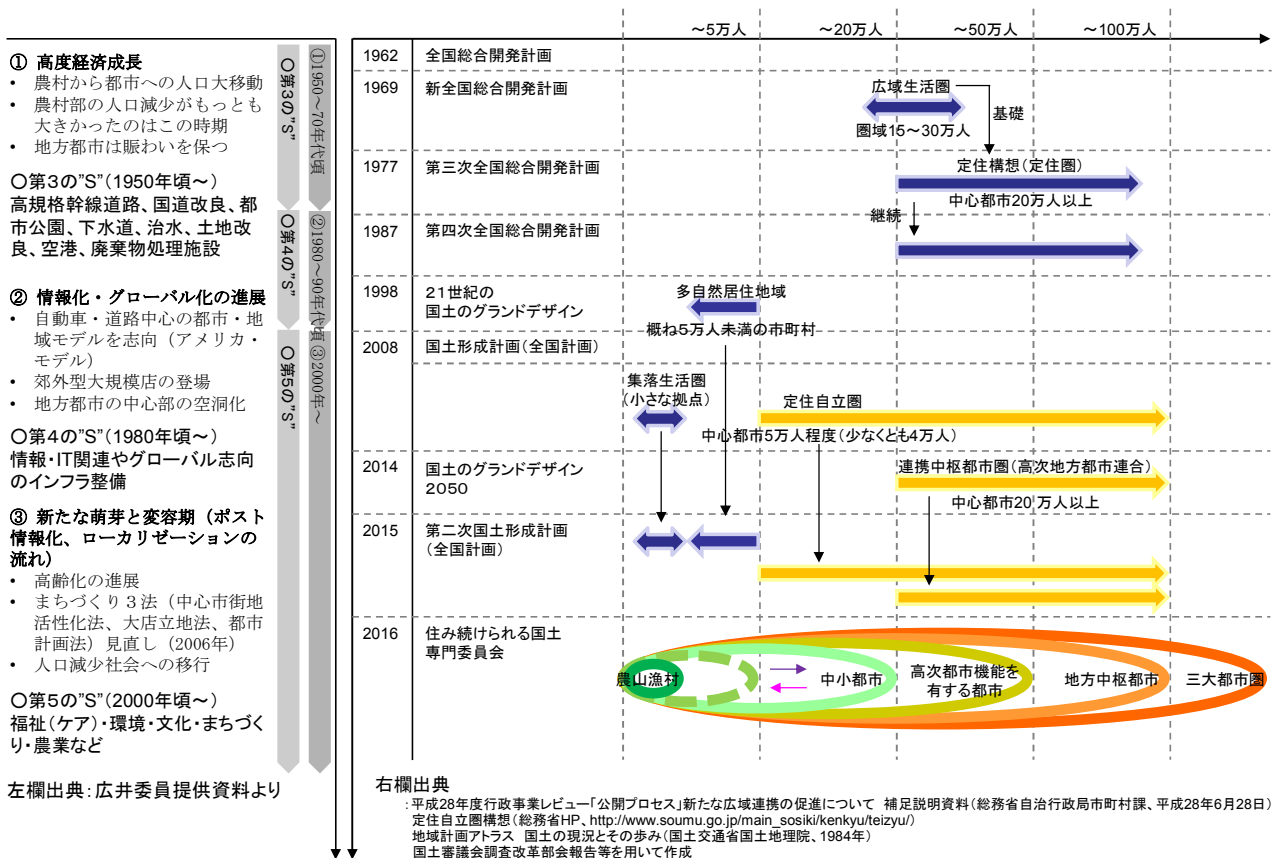 ① 高度経済成長
• 農村から都市への人口大移動
• 農村部の人口減少がもっとも
大きかったのはこの時期
• 地方都市は賑わいを保つ
○第3の”S”(1950年頃~)
高規格幹線道路、国道改良、都
市公園、下水道、治水、土地改
良、空港、廃棄物処理施設
② 情報化・グローバル化の進展
• 自動車・道路中心の都市・地
域モデルを志向(アメリカ・
モデル)
• 郊外型大規模店の登場
• 地方都市の中心部の空洞化
○第4の”S”(1980年頃~)
情報・IT関連やグローバル志向
のインフラ整備
③ 新たな萌芽と変容期(ポスト
情報化、ローカリゼーションの
流れ)
• 高齢化の進展
• まちづくり3法(中心市街地
活性化法、大店立地法、都市
計画法)見直し(2006年)
• 人口減少社会への移行
○第5の”S”(2000年頃~)
福祉(ケア)・環境・文化・まちづく
り・農業など
左欄出典:広井委員提供資料より
○第3の”S”
○第4の”S”
○第5の”S”
①1950~70年代頃
②1980~90年代頃
③2000年~
~5万人
~20万人
~50万人
~100万人
1962 全国総合開発計画
1969 新全国総合開発計画
広域生活圏
圏域15~30万人
基礎
1977 第三次全国総合開発計画
定住構想(定住圏)
中心都市20万人以上
継続
1987 第四次全国総合開発計画
1998 21世紀の
国土のグランドデザイン
多自然居住地域
概ね5万人未満の市町村
2008 国土形成計画(全国計画)
集落生活圏
(小さな拠点)
定住自立圏
中心都市5万人程度(少なくとも4万人)
2014 国土のグランドデザイン
2050
連携中枢都市圏(高次地方都市連合)
中心都市20万人以上
2015 第二次国土形成計画
(全国計画)
2016 住み続けられる国土
専門委員会
農山漁村
中小都市
高次都市機能を
有する都市
地方中枢都市
三大都市圏
右欄出典
:平成28年度行政事業レビュー「公開プロセス」新たな広域連携の促進について 補足説明資料(総務省自治行政局市町村課、平成28年6月28日)
定住自立圏構想(総務省HP、http://www.soumu.go.jp/main_sosiki/kenkyu/teizyu/)
地域計画アトラス 国土の現況とその歩み(国土交通省国土地理院、1984年)
国土審議会調査改革部会報告等を用いて作成